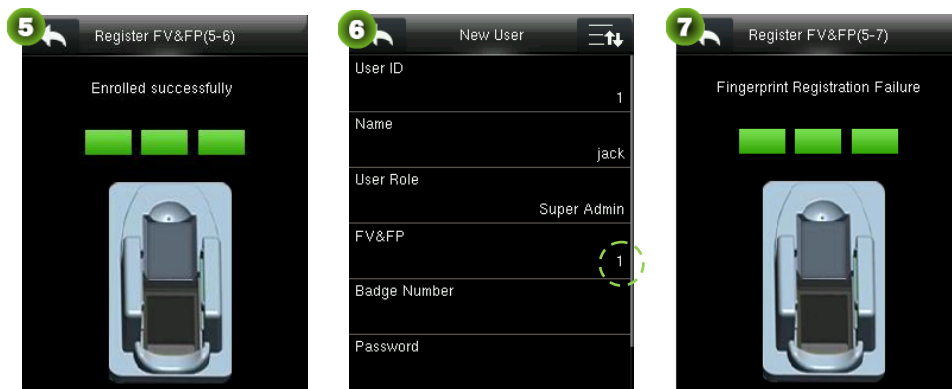 5
Register FV&FP(5-6)
Enrolled successfully
6
New User
User ID
1
Name
jack
User Role
Super Admin
FV&FP
1
Badge Number
Password
7
Register FV&FP(5-7)
Fingerprint Registration Failure